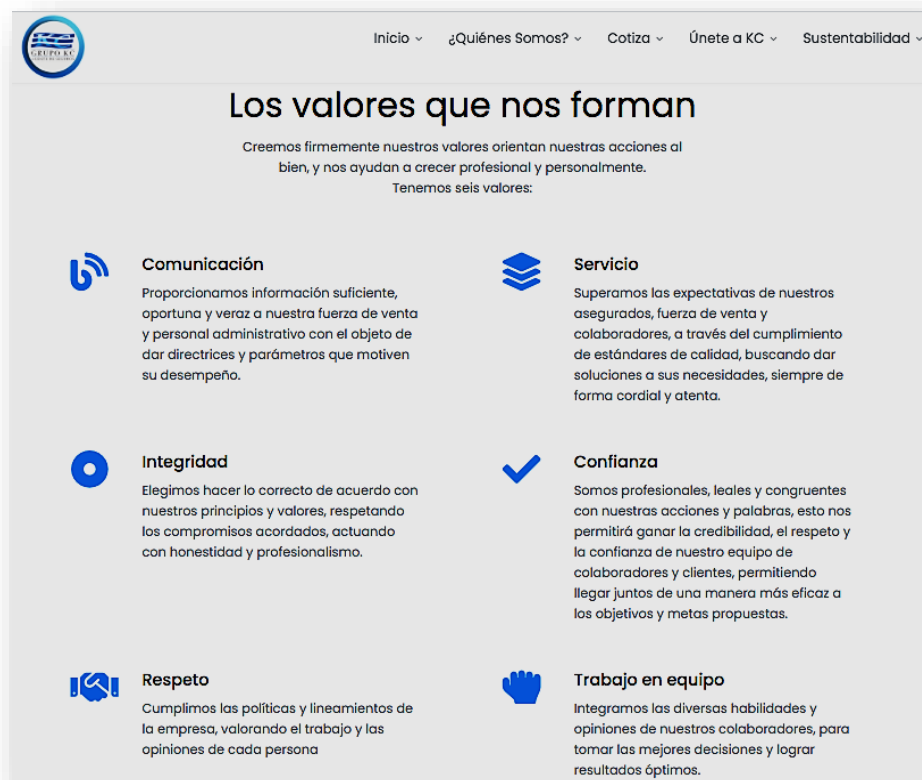 GRUPO KC
Inicio
¿Quiénes Somos?
Cotiza
Únete a KC
Sustentabilidad
Los valores que nos forman
Creemos firmemente nuestros valores orientan nuestras acciones al
bien, y nos ayudan a crecer profesional y personalmente.
Tenemos seis valores:
Comunicación
Proporcionamos información suficiente,
oportuna y veraz a nuestra fuerza de venta
y personal administrativo con el objeto de
dar directrices y parámetros que motiven
su desempeño.
Servicio
Superamos las expectativas de nuestros
asegurados, fuerza de venta y
colaboradores, a través del cumplimiento
de estándares de calidad, buscando dar
soluciones a sus necesidades, siempre de
forma cordial y atenta.
Integridad
Elegimos hacer lo correcto de acuerdo con
nuestros principios y valores, respetando
los compromisos acordados, actuando
con honestidad y profesionalismo.
Confianza
Somos profesionales, leales y congruentes
con nuestras acciones y palabras, esto nos
permitirá ganar la credibilidad, el respeto y
la confianza de nuestro equipo de
colaboradores y clientes, permitiendo
llegar juntos de una manera más eficaz a
los objetivos y metas propuestas.
Respeto
Cumplimos las políticas y lineamientos de
la empresa, valorando el trabajo y las
opiniones de cada persona
Trabajo en equipo
Integramos las diversas habilidades y
opiniones de nuestros colaboradores, para
tomar las mejores decisiones y lograr
resultados óptimos.